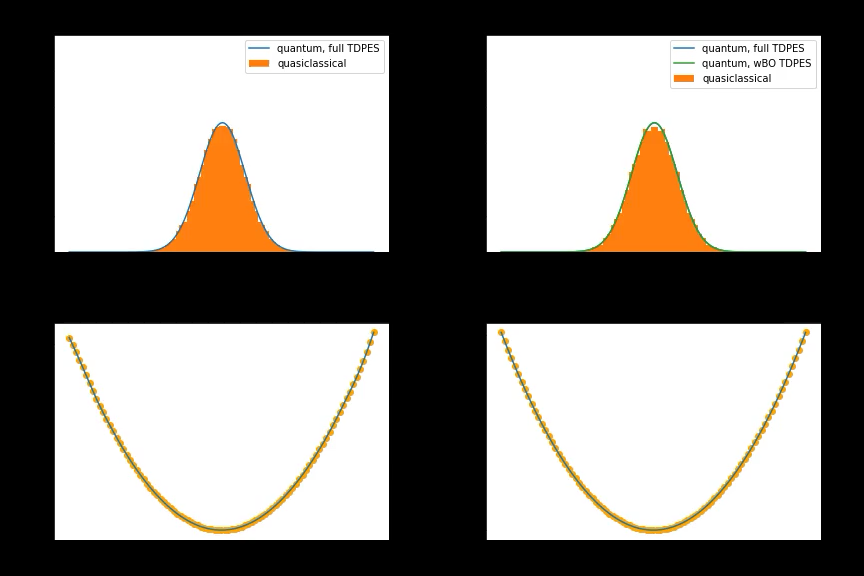 quantum, full TDPES
quasiclassical
quantum, full TDPES
quantum, wBO TDPES
quasiclassical